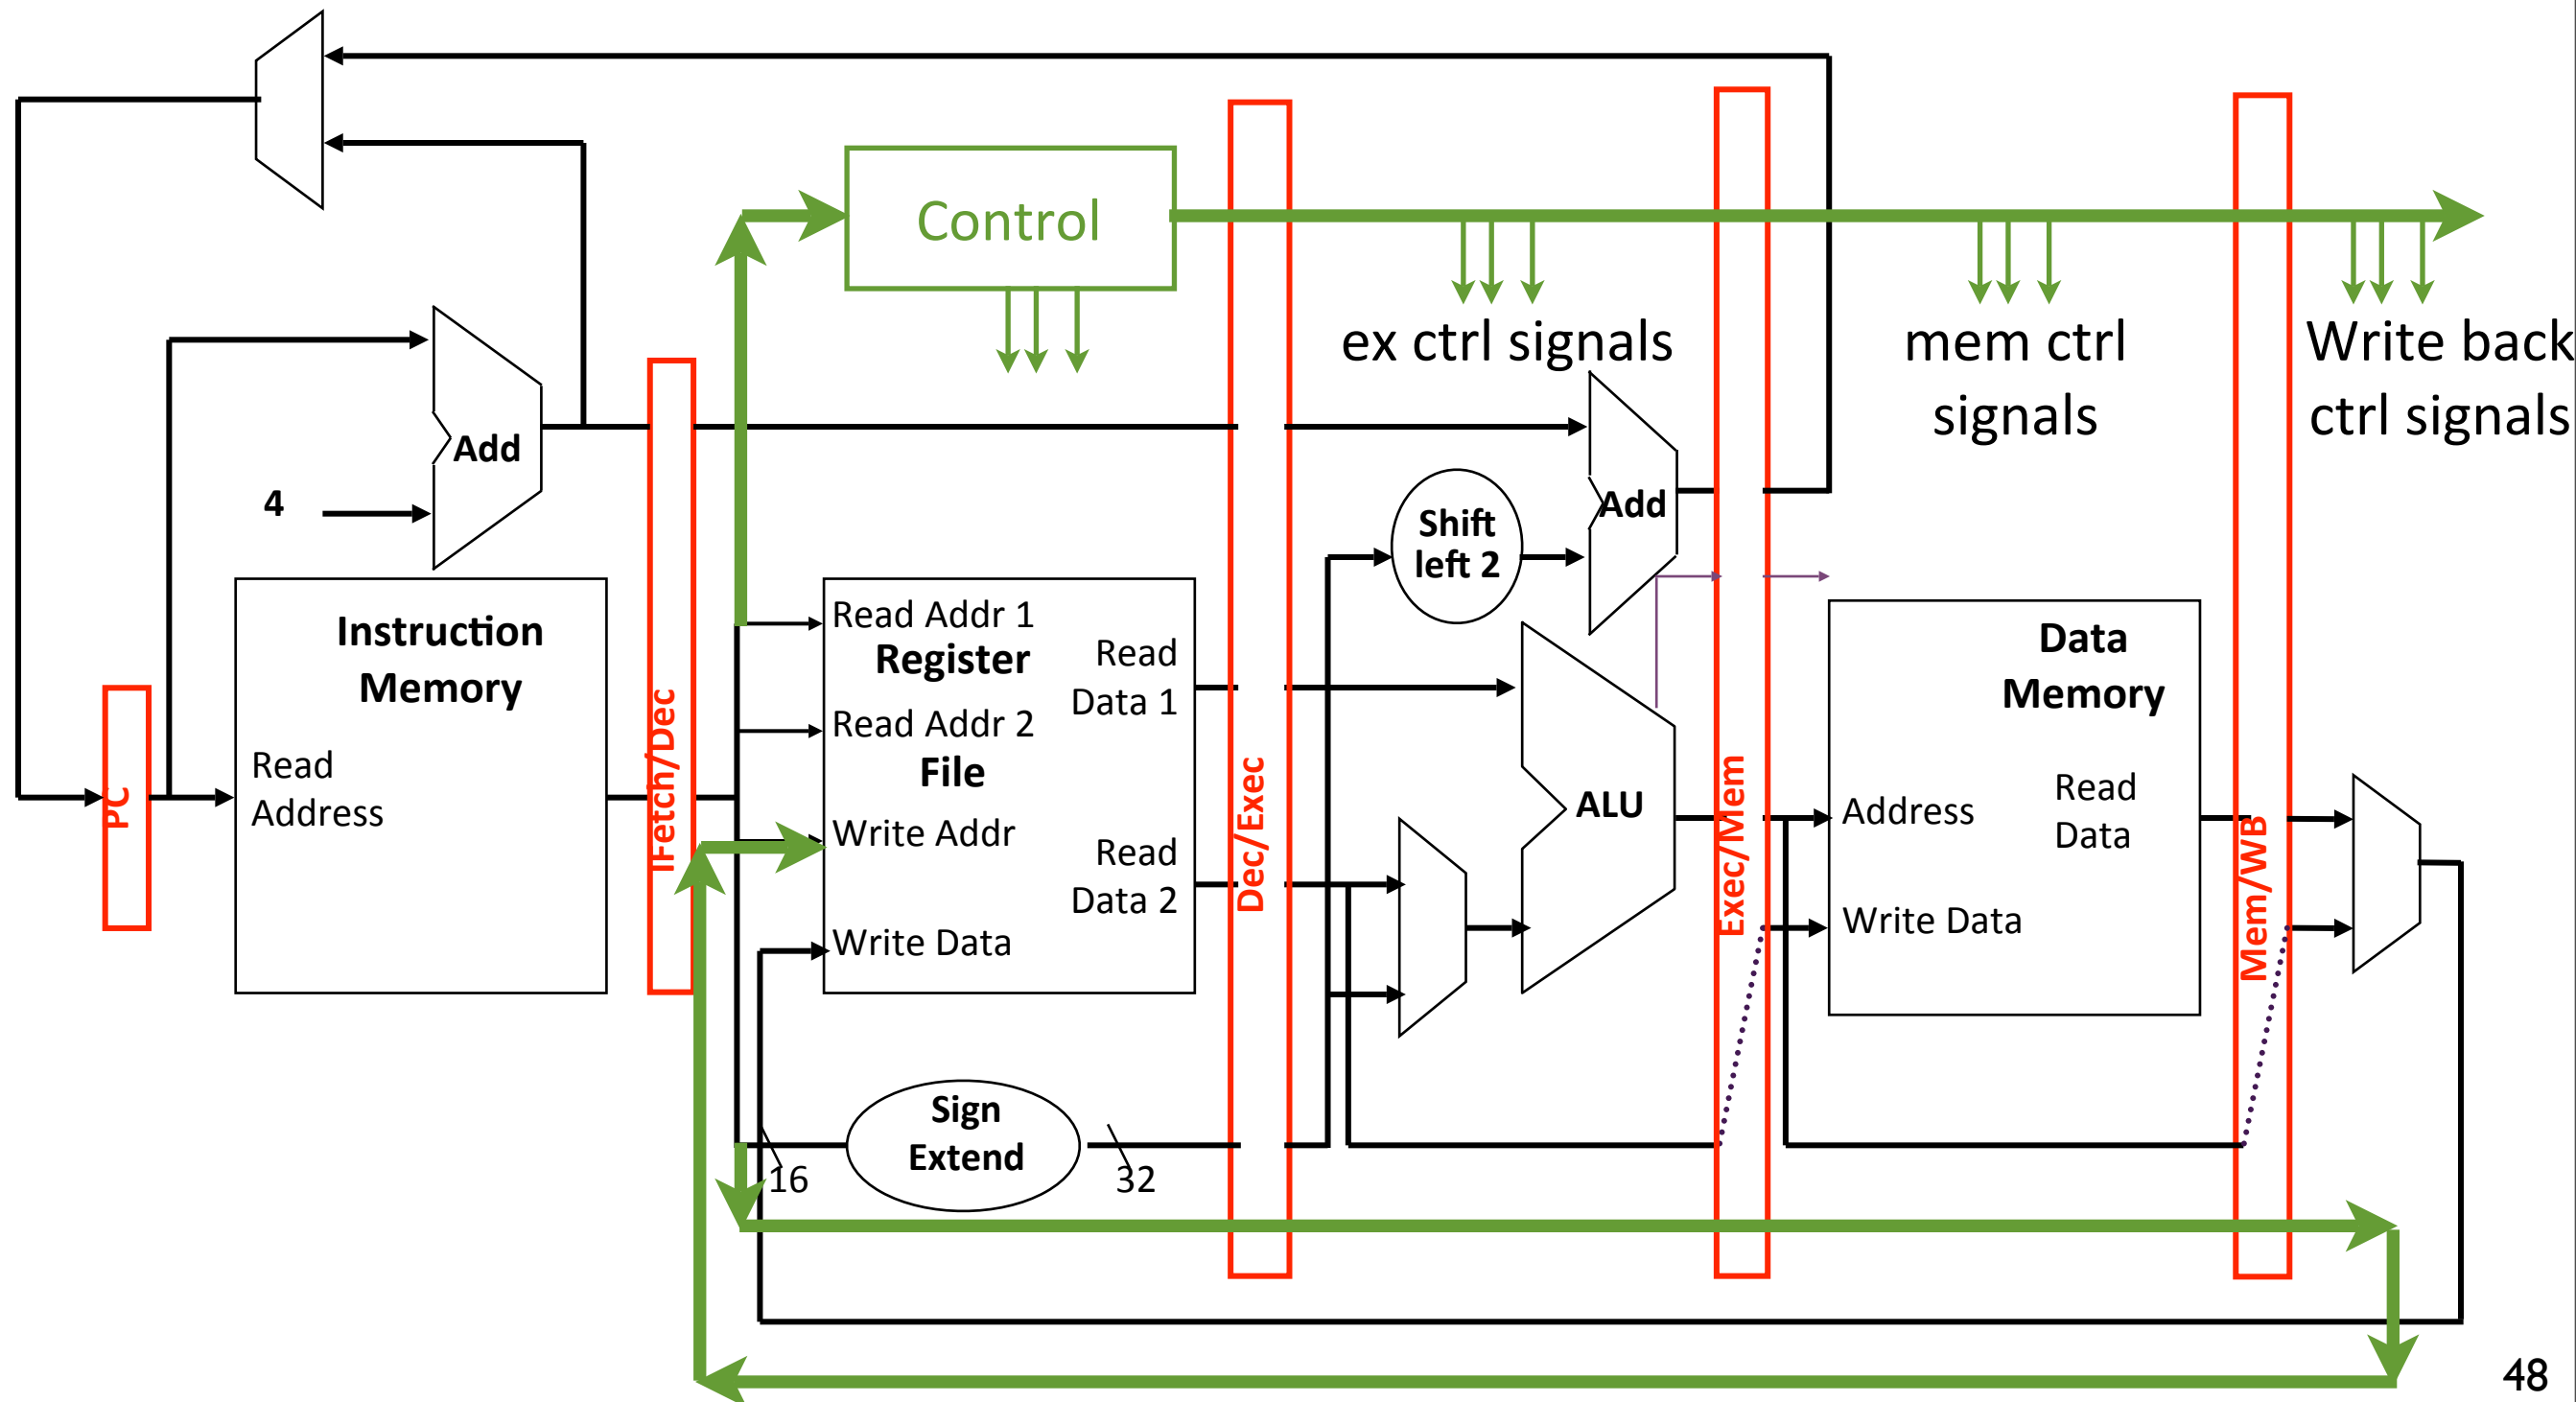 Control
ex ctrl signals
mem ctrl
signals
Write back
ctrl signals
Add
4
Add
Shift
left 2
Instruction
Memory
Read
Address
PC
IFetch/Dec
Read Addr 1
Register
Read
Data 1
Read Addr 2
File
Write Addr
Read
Data 2
Write Data
Dec/Exec
ALU
Exec/Mem
Data
Memory
Address
Read
Data
Write Data
Mem/WB
Sign
Extend
16
32
48